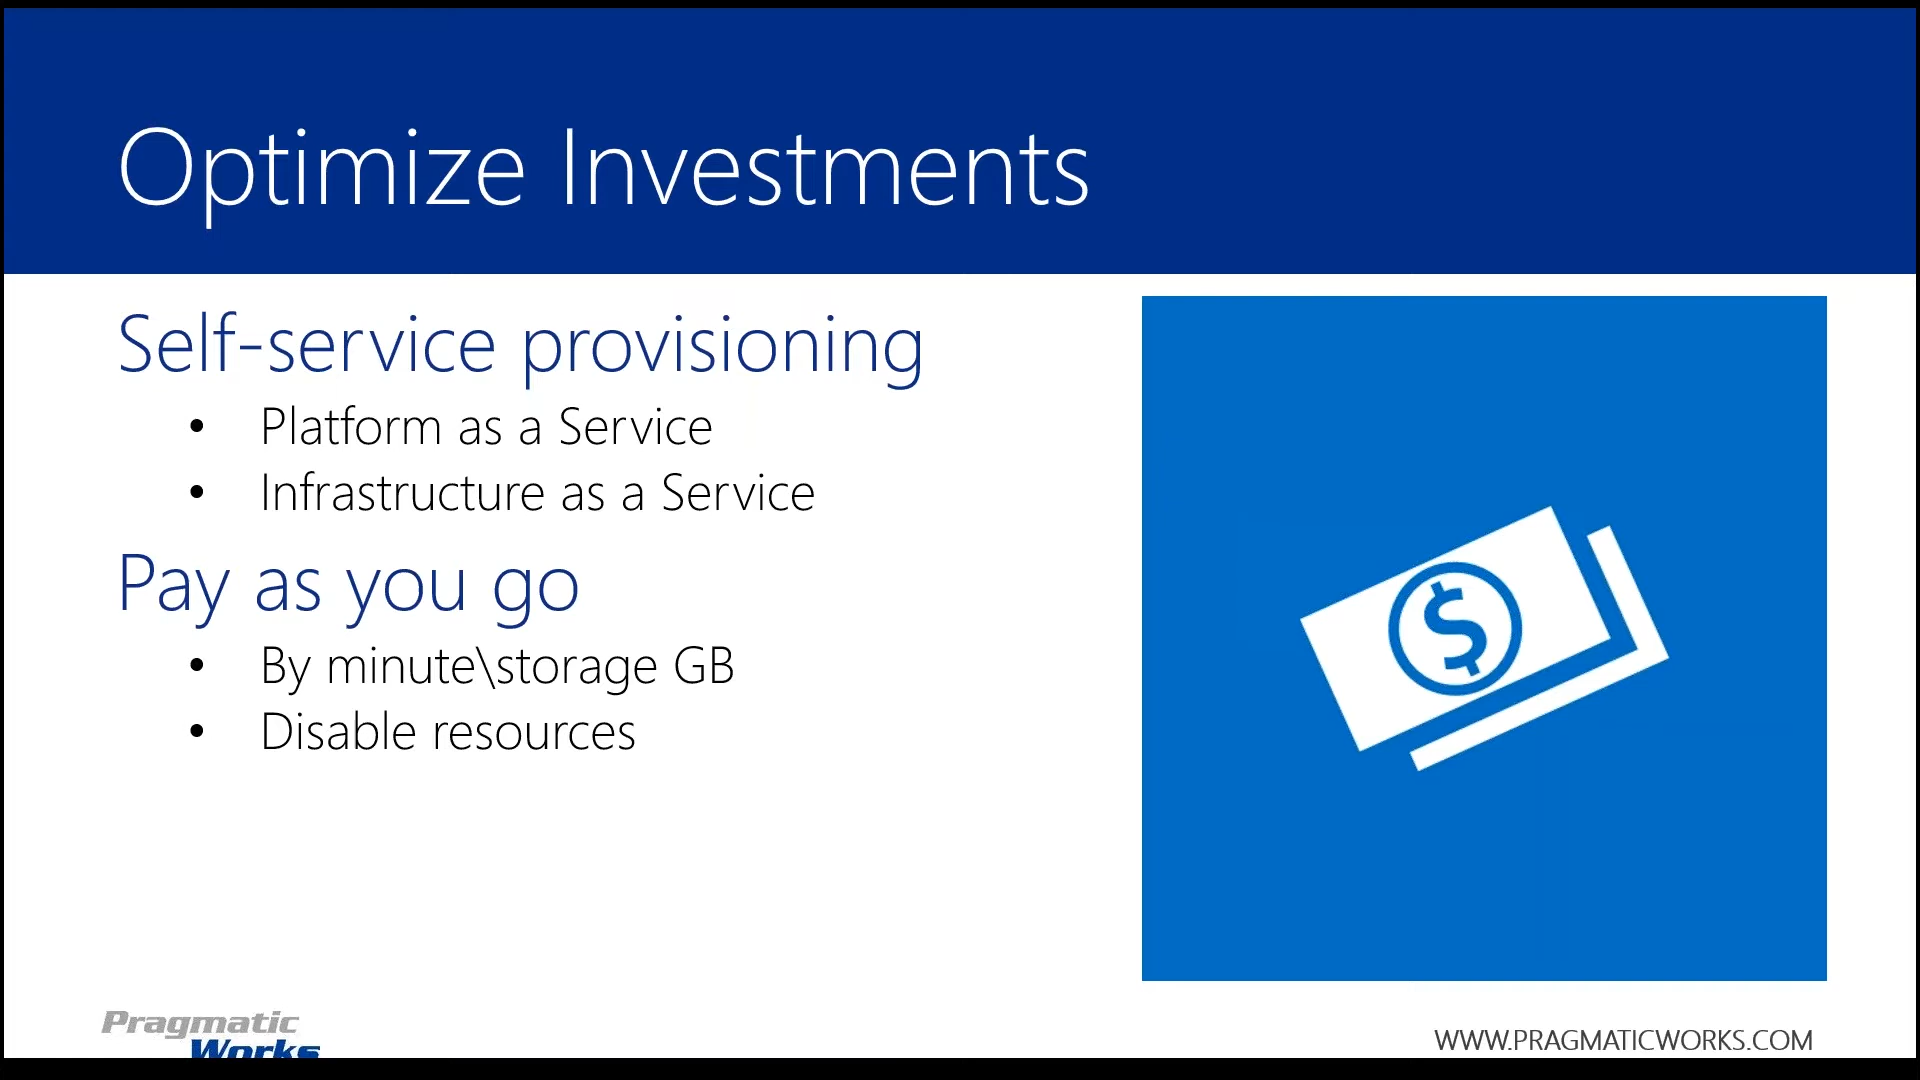 Optimize Investments
Self-service provisioning
• Platform as a Service
• Infrastructure as a Service
Pay as you go
• By minute\storage GB
• Disable resources
$
Pragmatic
Works
WWW.PRAGMATICWORKS.COM